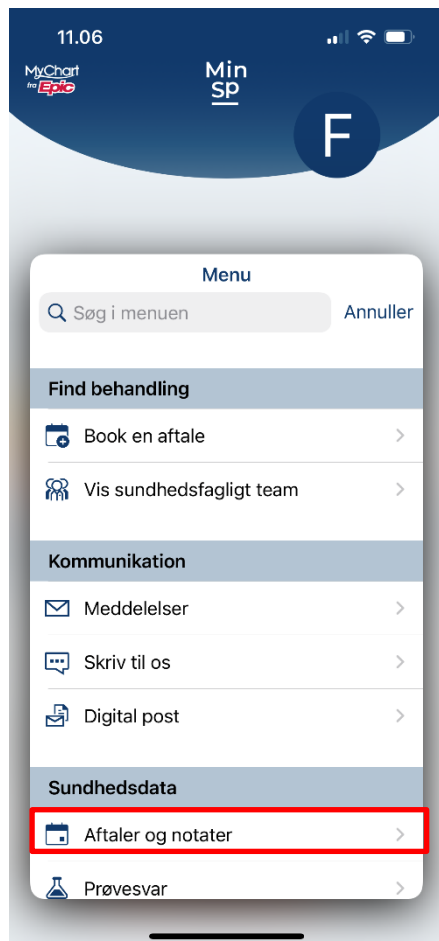 11.06
MyChart
fra Epic
Min
SP
F
Menu
Søg i menuen
Annuller
Find behandling
Book en aftale
Vis sundhedsfagligt team
Kommunikation
Meddelelser
Skriv til os
Digital post
Sundhedsdata
Aftaler og notater
Prøvesvar